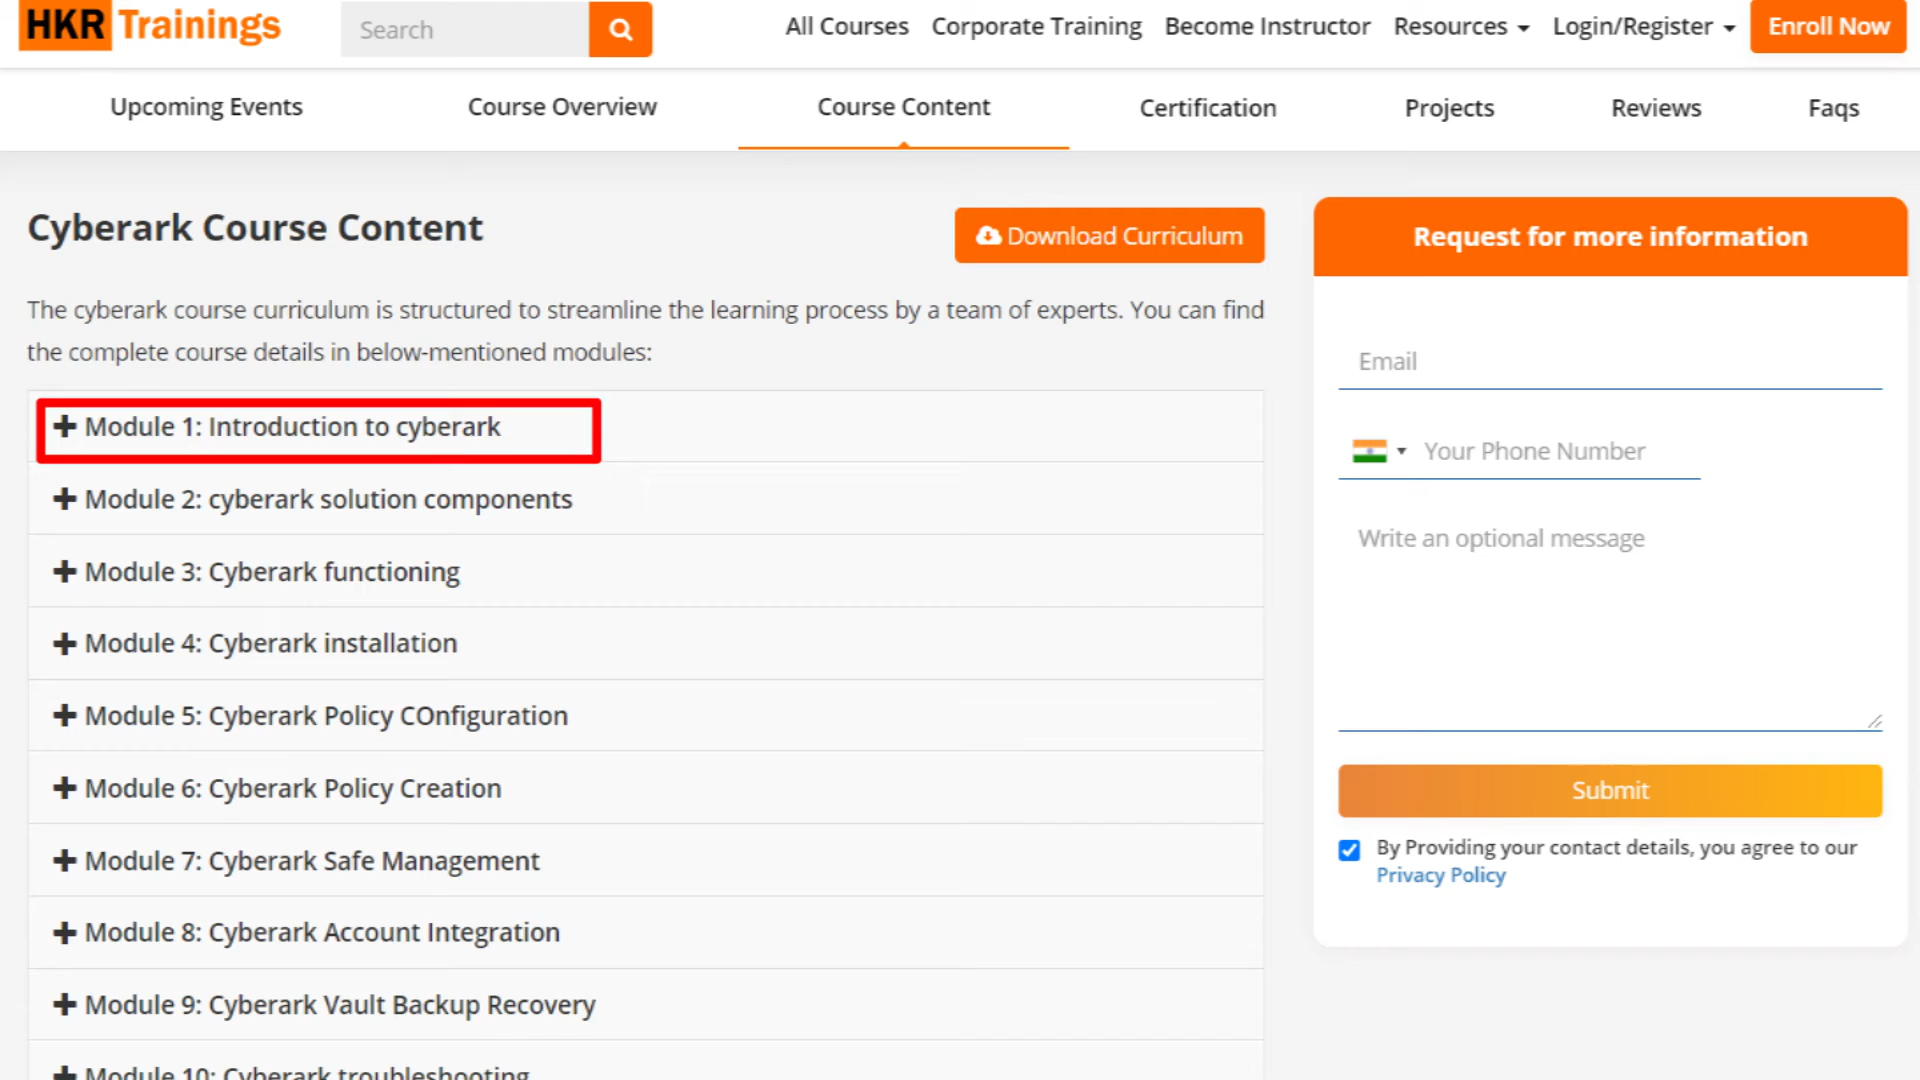 HKR Trainings
Search
All Courses Corporate Training Become Instructor Resources Login/Register Enroll Now
Upcoming Events Course Overview Course Content Certification Projects Reviews Faqs
Cyberark Course Content
Download Curriculum
The cyberark course curriculum is structured to streamline the learning process by a team of experts. You can find
the complete course details in below-mentioned modules:
Module 1: Introduction to cyberark
Module 2: cyberark solution components
Module 3: Cyberark functioning
Module 4: Cyberark installation
Module 5: Cyberark Policy COnfiguration
Module 6: Cyberark Policy Creation
Module 7: Cyberark Safe Management
Module 8: Cyberark Account Integration
Module 9: Cyberark Vault Backup Recovery
Module 10: Cyberark troubleshooting
Request for more information
Email
Your Phone Number
Write an optional message
Submit
By Providing your contact details, you agree to our
Privacy Policy